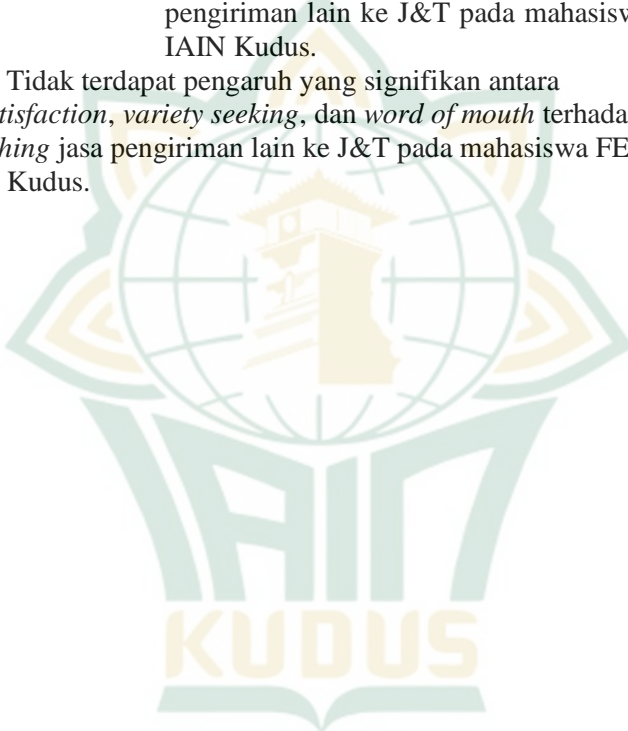 pengiriman lain ke J&T pada mahasisw
IAIN Kudus.
Tidak terdapat pengaruh yang signifikan antara
tisfaction, variety seeking, dan word of mouth terhada
hing jasa pengiriman lain ke J&T pada mahasiswa FE
Kudus.
IAIN
KUDUS